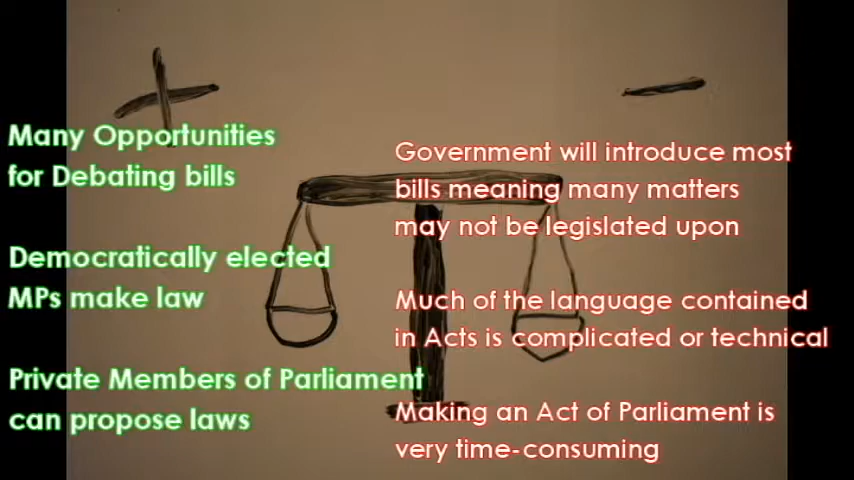 Many Opportunities
for Debating bills
Democratically elected
MPs make law
Private Members of Parliament
can propose laws
Government will introduce most
bills meaning many matters
may not be legislated upon
Much of the language contained
in Acts is complicated or technical
Making an Act of Parliament is
very time-consuming